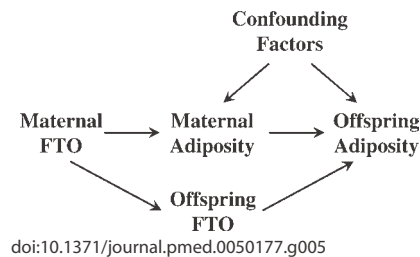 Confounding
Factors
Maternal
FTO
Maternal
Adiposity
Offspring
Adiposity
Offspring
FTO
doi:10.1371/journal.pmed.0050177.g005